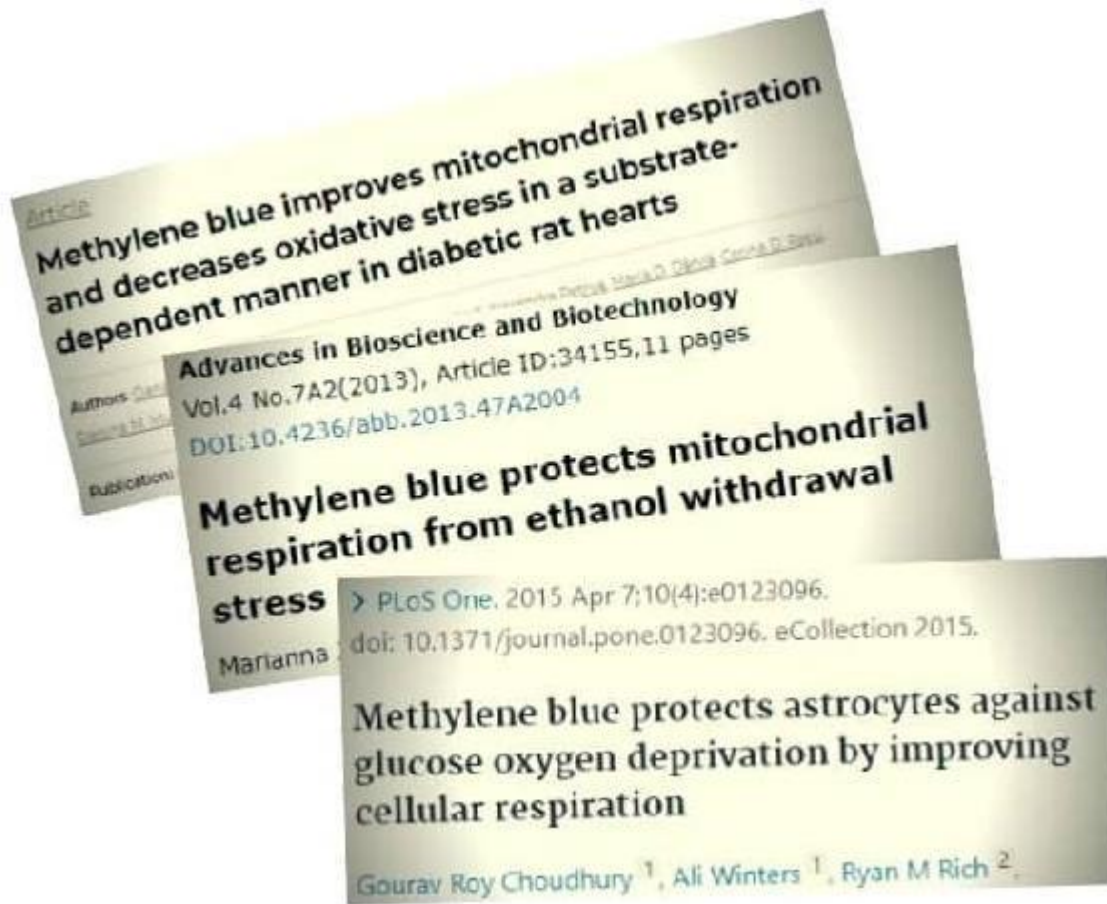 Article
Methylene blue improves mitochondrial respiration
and decreases oxidative stress in a substrate-
dependent manner in diabetic rat hearts
Authors
Publication:
Advances in Bioscience and Biotechnology
Vol.4 No.7A2(2013), Article ID:34155,11 pages
DOI:10.4236/abb.2013.47A2004
Methylene blue protects mitochondrial
respiration from ethanol withdrawal
stress
Marianna
> PLoS One. 2015 Apr 7;10(4):e0123096.
doi: 10.1371/journal.pone.0123096. eCollection 2015.
Methylene blue protects astrocytes against
glucose oxygen deprivation by improving
cellular respiration
Gourav Roy Choudhury 1, Ali Winters 1, Ryan M Rich 2,